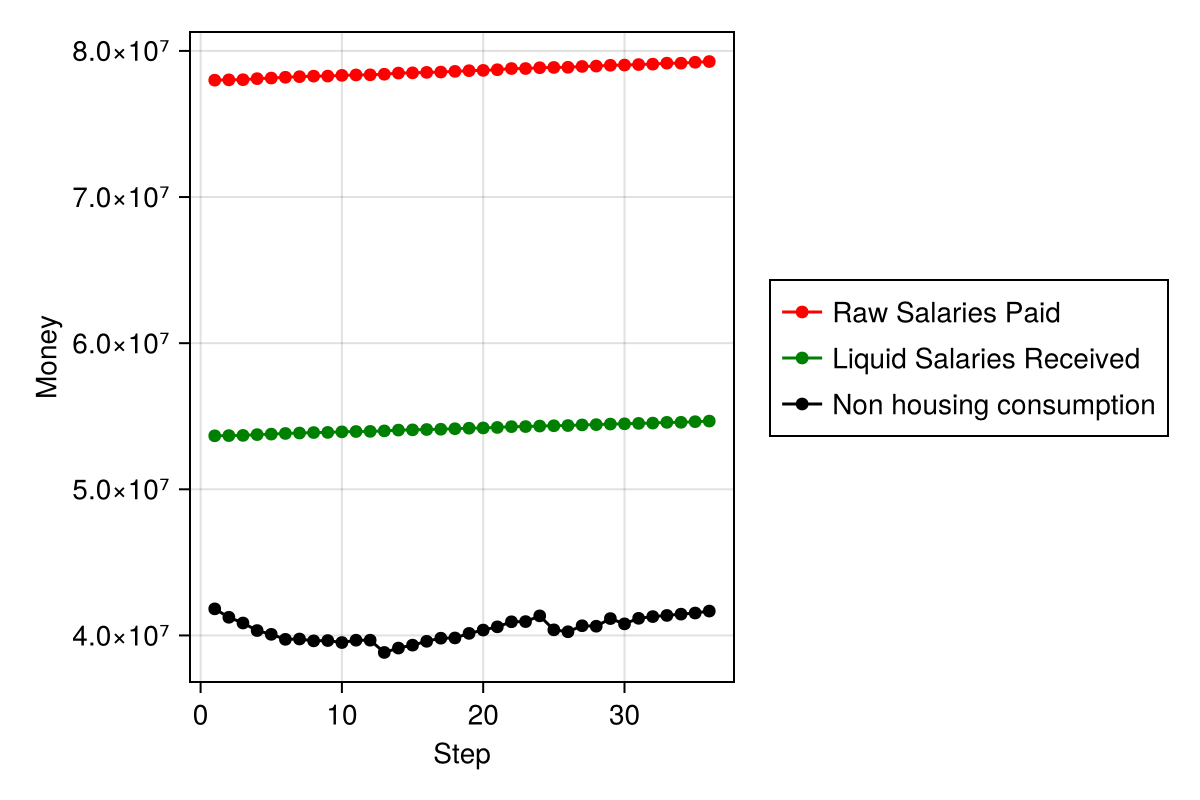 8.0×10⁷
7.0×10⁷
6.0×10⁷
5.0×10⁷
4.0×10⁷
Money
0 10 20 30
Step
Raw Salaries Paid
Liquid Salaries Received
Non housing consumption